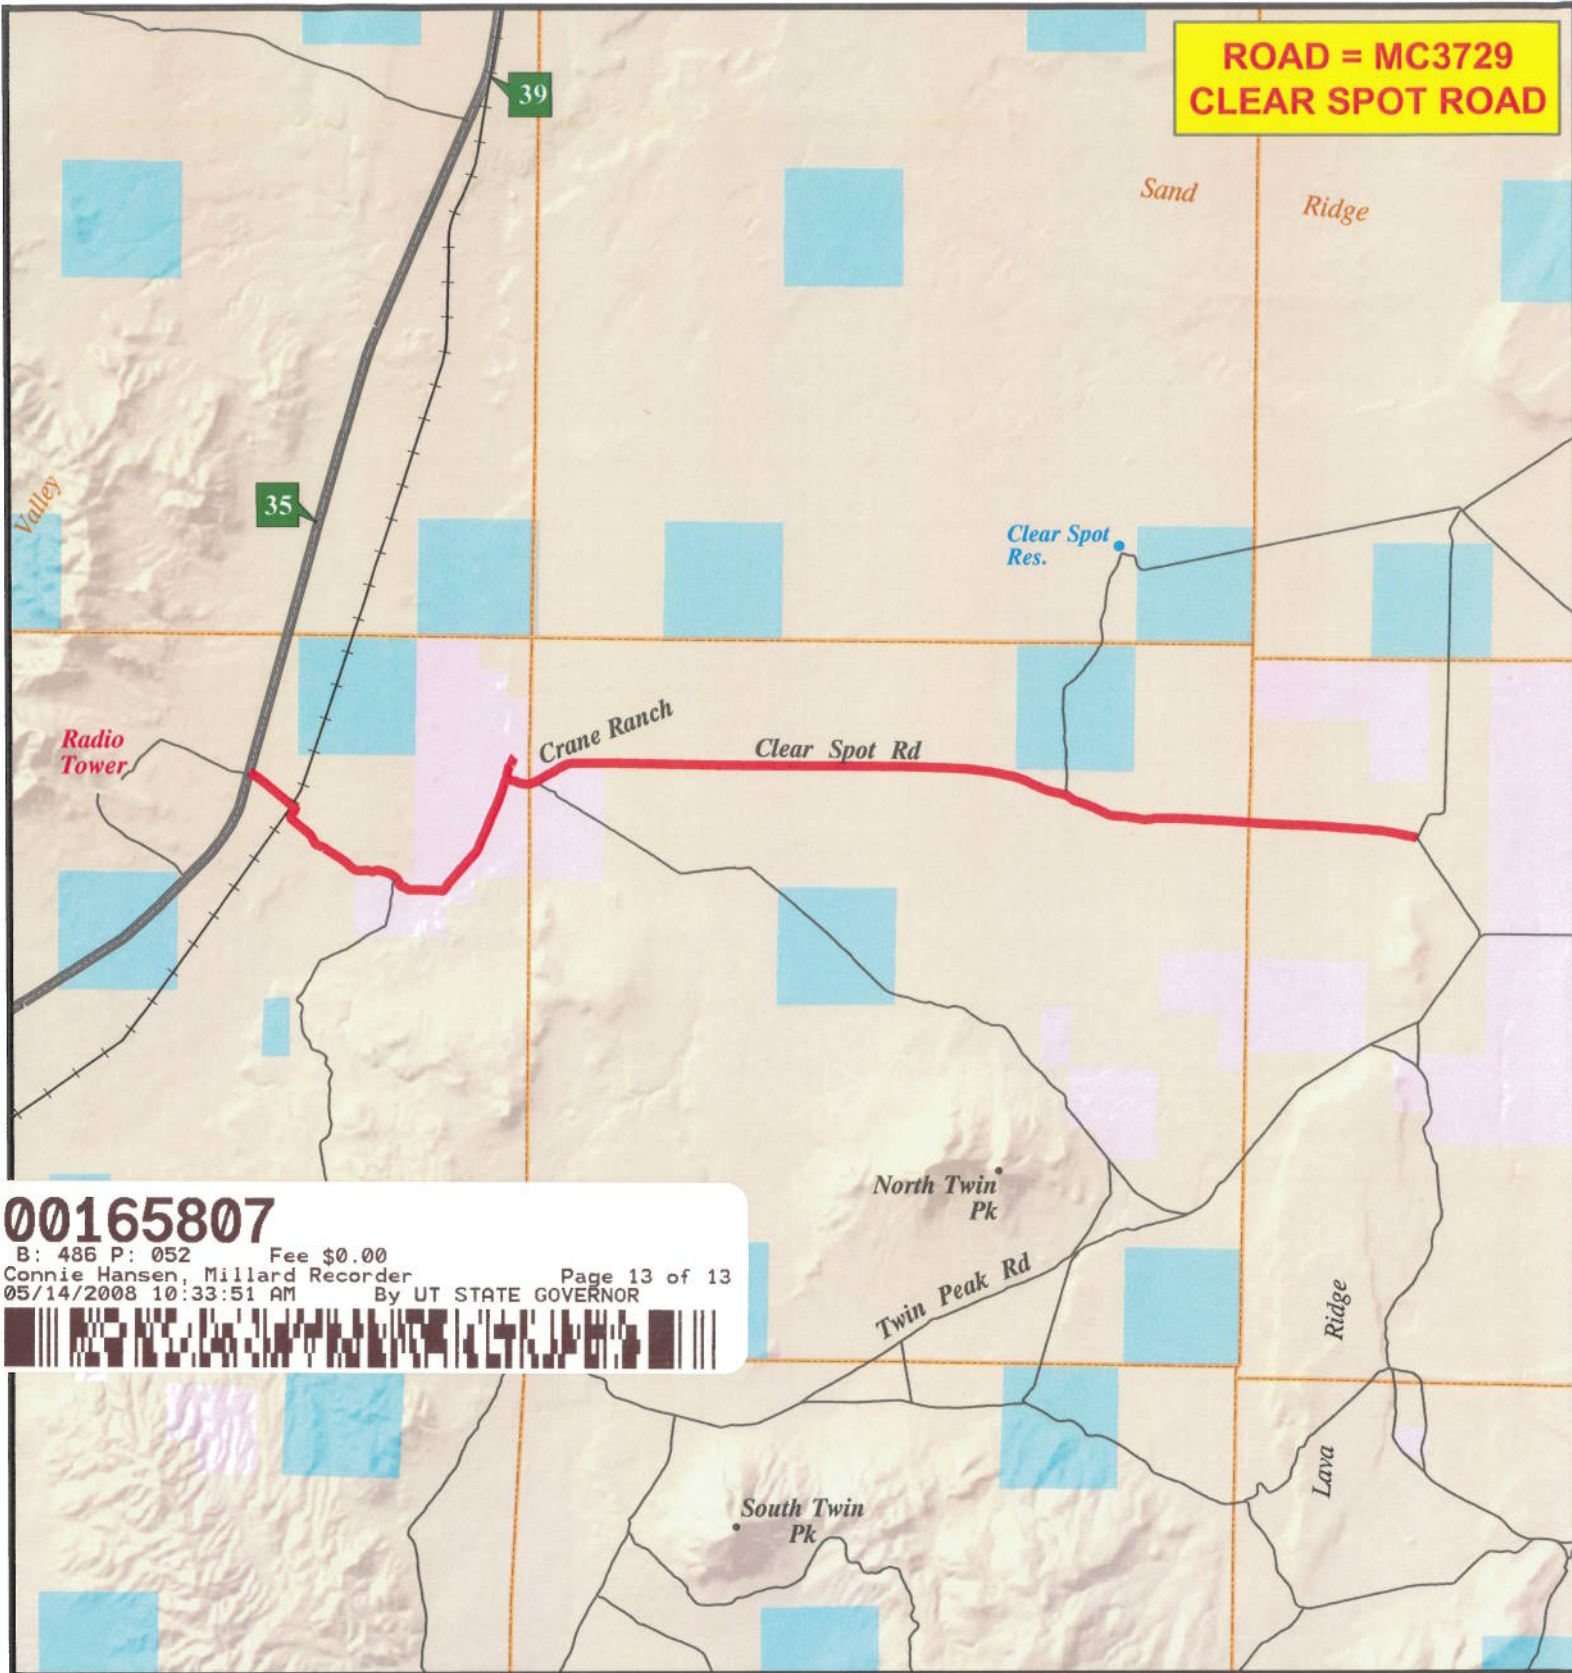 ROAD = MC3729
CLEAR SPOT ROAD
39
Sand
Ridge
Valley
35
Clear Spot
Res.
Radio
Tower
Crane Ranch
Clear Spot Rd
North Twin
Pk
Twin Peak Rd
Ridge
Lava
South Twin
Pk
00165807
B: 486 P: 052 Fee $0.00
Connie Hansen, Millard Recorder Page 13 of 13
05/14/2008 10:33:51 AM By UT STATE GOVERNOR